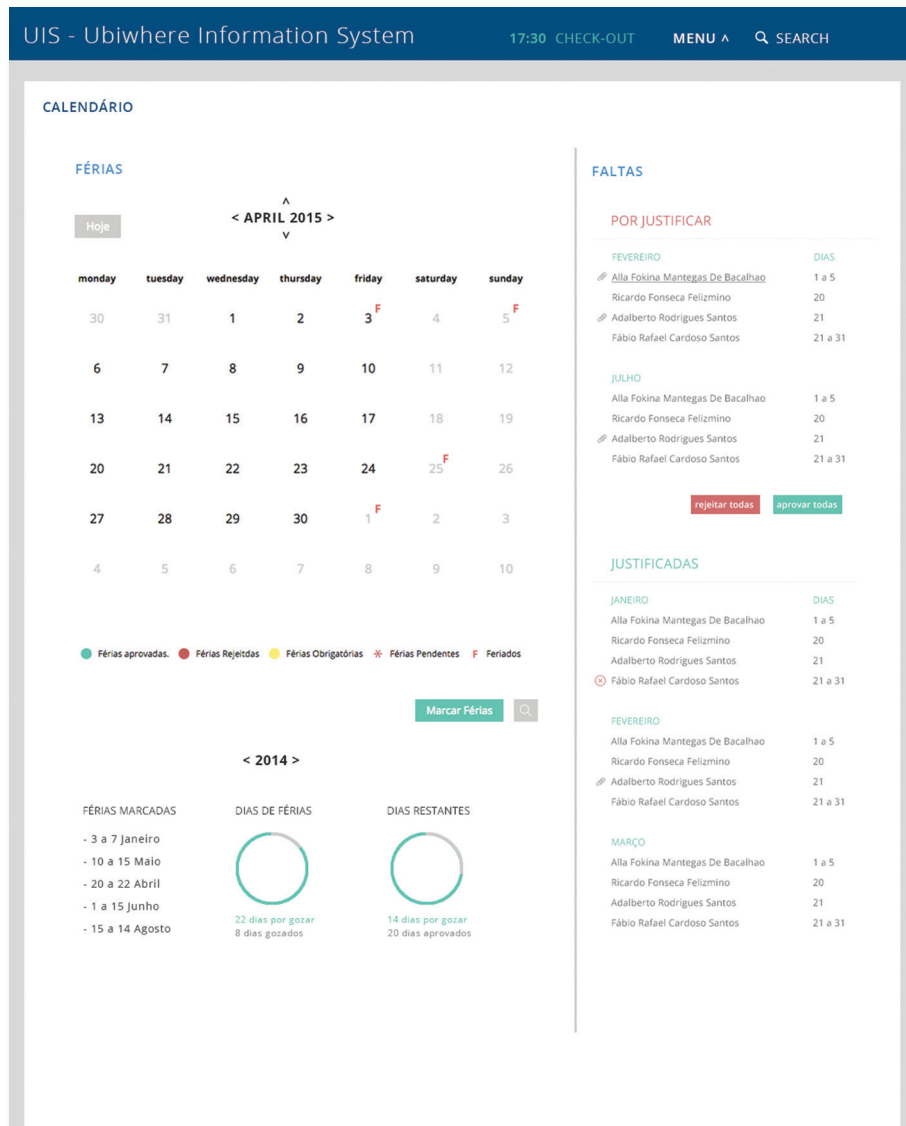 UIS - Ubiwhere Information System 17:30 CHECK-OUT MENU ˄ SEARCH
CALENDÁRIO
FÉRIAS
Hoje
˄
< APRIL 2015 >
˅
monday tuesday wednesday thursday friday saturday sunday
30 31 1 2 3 F 4 5 F
6 7 8 9 10 11 12
13 14 15 16 17 18 19
20 21 22 23 24 25 F 26
27 28 29 30 1 F 2 3
4 5 6 7 8 9 10
Férias aprovadas. Férias Rejeitdas Férias Obrigatórias Férias Pendentes F Feriados
Marcar Férias
< 2014 >
FÉRIAS MARCADAS
- 3 a 7 Janeiro
- 10 a 15 Maio
- 20 a 22 Abril
- 1 a 15 Junho
- 15 a 14 Agosto
DIAS DE FÉRIAS
22 dias por gozar
8 dias gozados
DIAS RESTANTES
14 dias por gozar
20 dias aprovados
FALTAS
POR JUSTIFICAR
FEVEREIRO DIAS
Alla Fokina Mantegas De Bacalhao 1 a 5
Ricardo Fonseca Felizmino 20
Adalberto Rodrigues Santos 21
Fábio Rafael Cardoso Santos 21 a 31
JULHO
Alla Fokina Mantegas De Bacalhao 1 a 5
Ricardo Fonseca Felizmino 20
Adalberto Rodrigues Santos 21
Fábio Rafael Cardoso Santos 21 a 31
rejeitar todas aprovar todas
JUSTIFICADAS
JANEIRO DIAS
Alla Fokina Mantegas De Bacalhao 1 a 5
Ricardo Fonseca Felizmino 20
Adalberto Rodrigues Santos 21
Fábio Rafael Cardoso Santos 21 a 31
FEVEREIRO
Alla Fokina Mantegas De Bacalhao 1 a 5
Ricardo Fonseca Felizmino 20
Adalberto Rodrigues Santos 21
Fábio Rafael Cardoso Santos 21 a 31
MARÇO
Alla Fokina Mantegas De Bacalhao 1 a 5
Ricardo Fonseca Felizmino 20
Adalberto Rodrigues Santos 21
Fábio Rafael Cardoso Santos 21 a 31